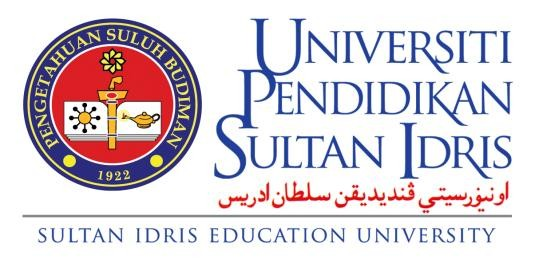 PENGETAHUAN SULUH BUDIMAN
1922
UNIVERSITI
PENDIDIKAN
SULTAN IDRIS
اونيۏرسيتي ڤنديديقن سلطان ادريس
SULTAN IDRIS EDUCATION UNIVERSITY